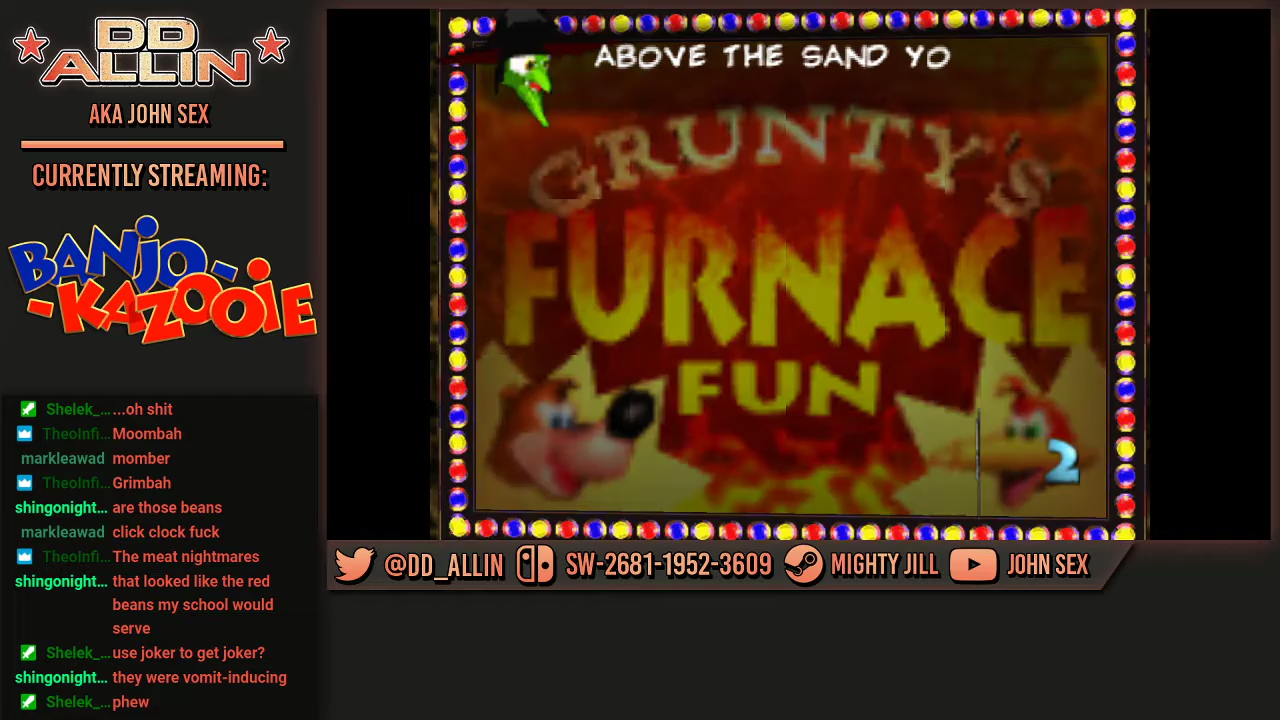 DD
ALLIN
AKA JOHN SEX
CURRENTLY STREAMING:
BANJO-
-KAZOOIE
Shelek_... ...oh shit
TheoInfi... Moombah
markleawad momber
TheoInfi... Grimbah
shingonight... are those beans
markleawad click clock fuck
TheoInfi... The meat nightmares
shingonight... that looked like the red
beans my school would
serve
Shelek_... use joker to get joker?
shingonight... they were vomit-inducing
Shelek_... phew
ABOVE THE SAND YO
GRUNTY'S
FURNACE
FUN
2
@DD_ALLIN SW-2681-1952-3609 MIGHTY JILL JOHN SEX